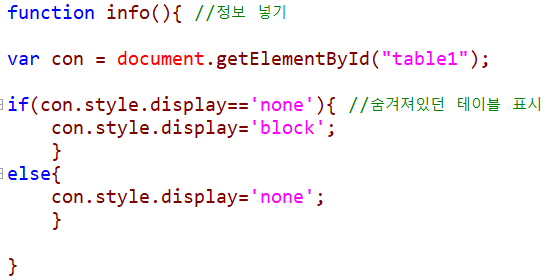 function info(){ //정보 넣기
var con = document.getElementById("table1");
if(con.style.display=='none'){ //숨겨져있던 테이블 표시
con.style.display='block';
}
else{
con.style.display='none';
}
}